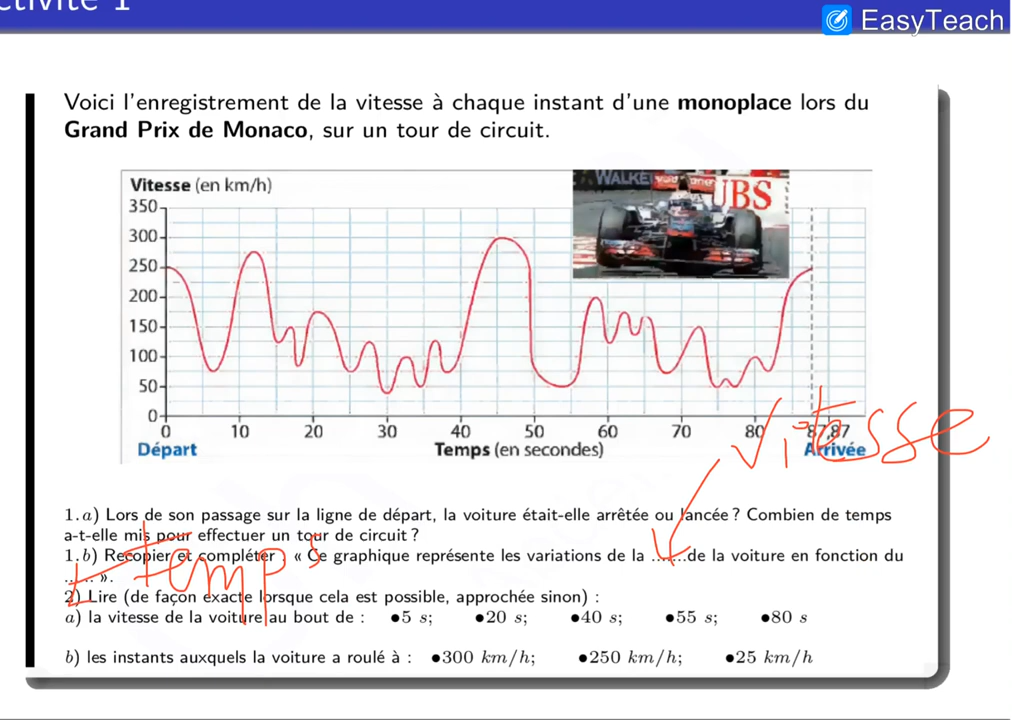 ctivité 1
EasyTeach
Voici l'enregistrement de la vitesse à chaque instant d'une monoplace lors du
Grand Prix de Monaco, sur un tour de circuit.
Vitesse (en km/h)
350
300
250
200
150
100
50
0
WALKE
UBS
0 10 20 30 40 50 60 70 80 87,87
Départ Temps (en secondes) Arrivée
vitesse
1.a) Lors de son passage sur la ligne de départ, la voiture était-elle arrêtée ou lancée ? Combien de temps
a-t-elle mis pour effectuer un tour de circuit ?
1.b) Recopier et compléter : « Ce graphique représente les variations de la .......de la voiture en fonction du
...... ».
temps
2) Lire (de façon exacte lorsque cela est possible, approchée sinon) :
a) la vitesse de la voiture au bout de : •5 s; •20 s; •40 s; •55 s; •80 s
b) les instants auxquels la voiture a roulé à : •300 km/h; •250 km/h; •25 km/h